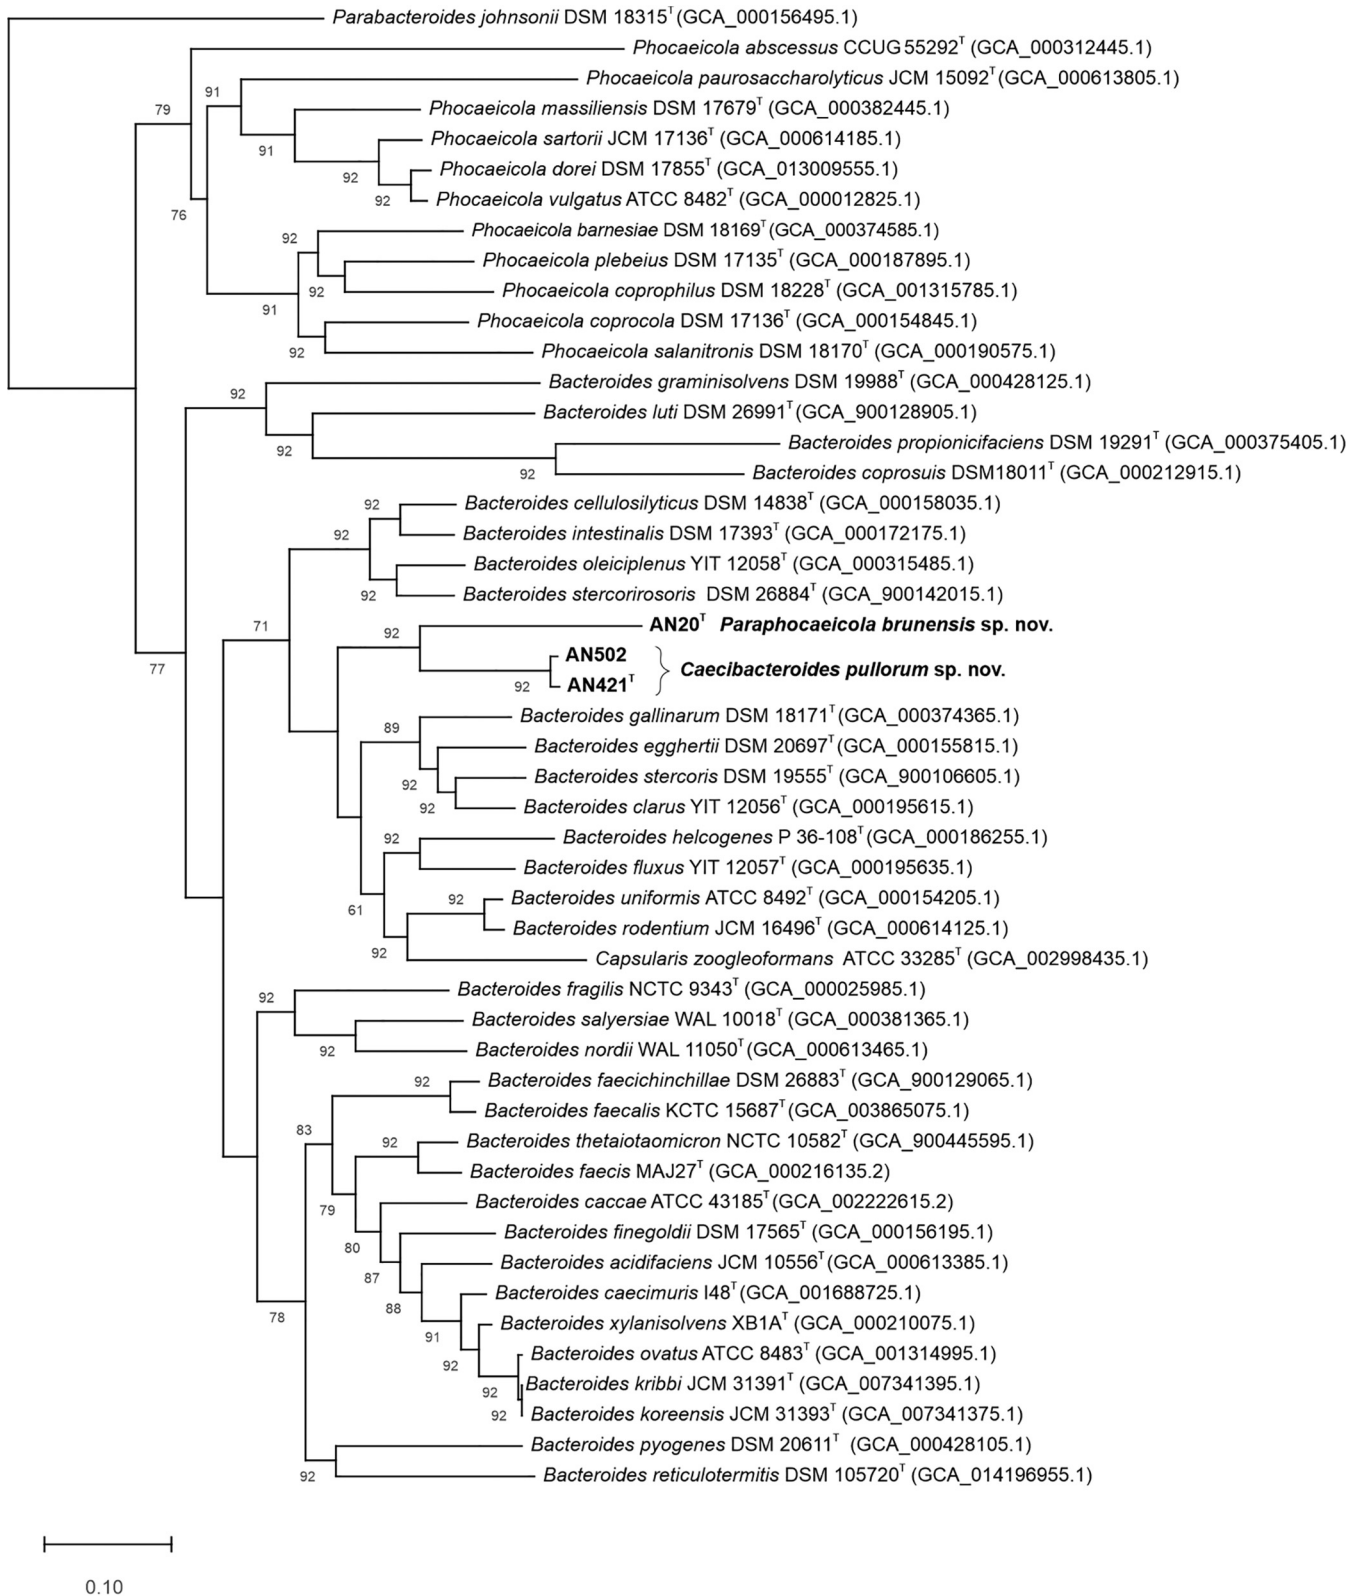 Parabacteroides johnsonii DSM 18315T (GCA_000156495.1)
Phocaeicola abscessus CCUG 55292T (GCA_000312445.1)
91
Phocaeicola paurosaccharolyticus JCM 15092T (GCA_000613805.1)
79
Phocaeicola massiliensis DSM 17679T (GCA_000382445.1)
Phocaeicola sartorii JCM 17136T (GCA_000614185.1)
91
Phocaeicola dorei DSM 17855T (GCA_013009555.1)
92
Phocaeicola vulgatus ATCC 8482T (GCA_000012825.1)
92
76
Phocaeicola barnesiae DSM 18169T (GCA_000374585.1)
92
Phocaeicola plebeius DSM 17135T (GCA_000187895.1)
92
Phocaeicola coprophilus DSM 18228T (GCA_001315785.1)
91
Phocaeicola coprocola DSM 17136T (GCA_000154845.1)
92
Phocaeicola salanitronis DSM 18170T (GCA_000190575.1)
Bacteroides graminisolvens DSM 19988T (GCA_000428125.1)
92
Bacteroides luti DSM 26991T (GCA_900128905.1)
Bacteroides propionicifaciens DSM 19291T (GCA_000375405.1)
92
Bacteroides coprosuis DSM18011T (GCA_000212915.1)
92
Bacteroides cellulosilyticus DSM 14838T (GCA_000158035.1)
92
Bacteroides intestinalis DSM 17393T (GCA_000172175.1)
92
Bacteroides oleiciplenus YIT 12058T (GCA_000315485.1)
Bacteroides stercorirosoris DSM 26884T (GCA_900142015.1)
92
71
AN20T Paraphocaeicola brunensis sp. nov.
92
AN502
77
Caecibacteroides pullorum sp. nov.
AN421T
92
Bacteroides gallinarum DSM 18171T (GCA_000374365.1)
89
Bacteroides egghertii DSM 20697T (GCA_000155815.1)
Bacteroides stercoris DSM 19555T (GCA_900106605.1)
92
Bacteroides clarus YIT 12056T (GCA_000195615.1)
92
Bacteroides helcogenes P 36-108T (GCA_000186255.1)
92
Bacteroides fluxus YIT 12057T (GCA_000195635.1)
Bacteroides uniformis ATCC 8492T (GCA_000154205.1)
92
61
Bacteroides rodentium JCM 16496T (GCA_000614125.1)
92
Capsularis zoogleoformans ATCC 33285T (GCA_002998435.1)
Bacteroides fragilis NCTC 9343T (GCA_000025985.1)
92
Bacteroides salyersiae WAL 10018T (GCA_000381365.1)
92
Bacteroides nordii WAL 11050T (GCA_000613465.1)
Bacteroides faecichinchillae DSM 26883T (GCA_900129065.1)
92
Bacteroides faecalis KCTC 15687T (GCA_003865075.1)
83
Bacteroides thetaiotaomicron NCTC 10582T (GCA_900445595.1)
92
Bacteroides faecis MAJ27T (GCA_000216135.2)
Bacteroides caccae ATCC 43185T (GCA_002222615.2)
79
Bacteroides finegoldii DSM 17565T (GCA_000156195.1)
80
Bacteroides acidifaciens JCM 10556T (GCA_000613385.1)
87
Bacteroides caecimuris I48T (GCA_001688725.1)
88
78
Bacteroides xylanisolvens XB1AT (GCA_000210075.1)
91
Bacteroides ovatus ATCC 8483T (GCA_001314995.1)
92
Bacteroides kribbi JCM 31391T (GCA_007341395.1)
92
Bacteroides koreensis JCM 31393T (GCA_007341375.1)
92
Bacteroides pyogenes DSM 20611T (GCA_000428105.1)
Bacteroides reticulotermitis DSM 105720T (GCA_014196955.1)
92
0.10